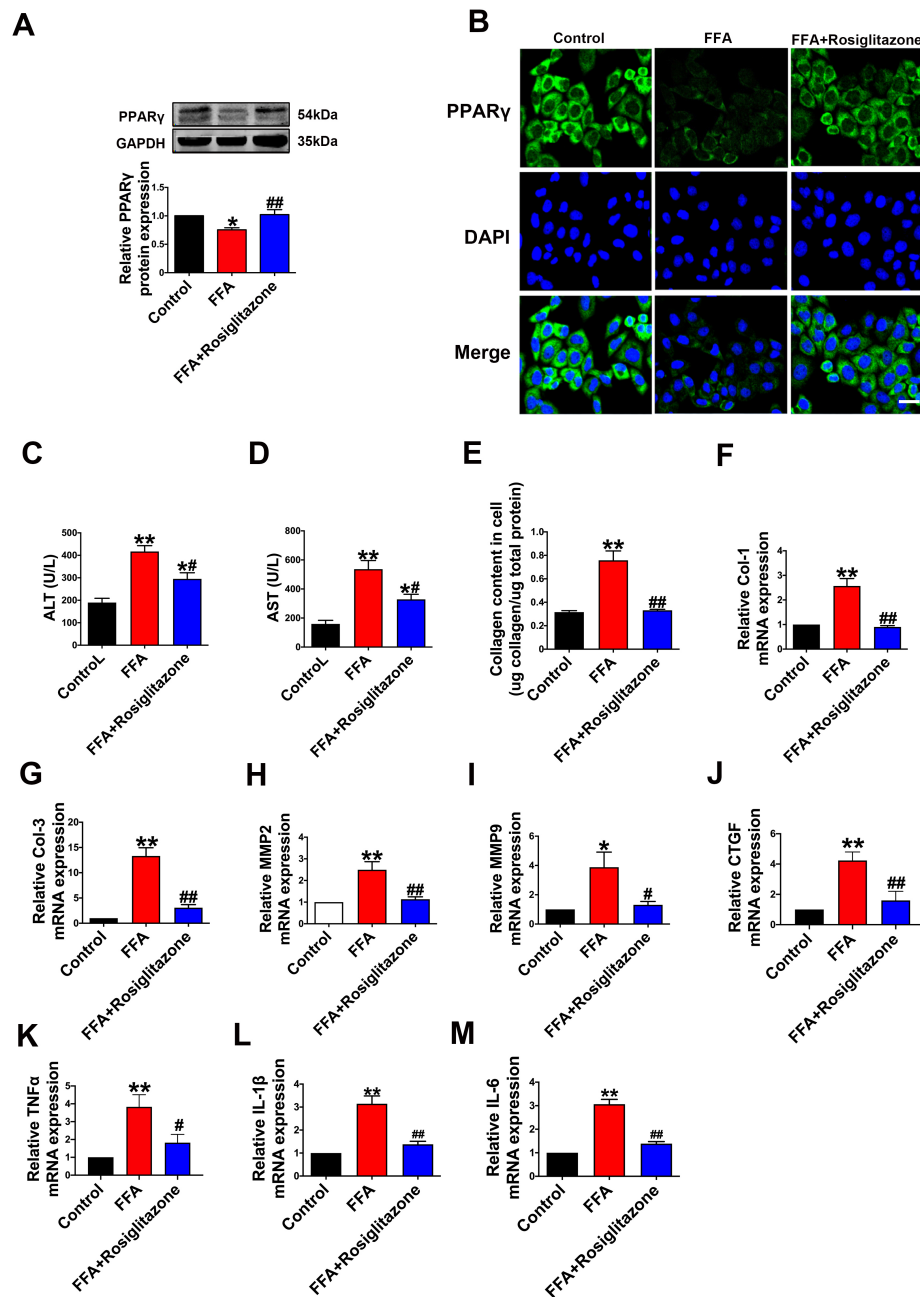 A
PPARγ
54kDa
GAPDH
35kDa
Relative PPARγ
protein expression
1.5
1.0
0.5
0.0
*
##
Control
FFA
FFA+Rosiglitazone
B
Control
FFA
FFA+Rosiglitazone
PPARγ
DAPI
Merge
C
ALT (U/L)
500
400
300
200
100
0
**
*#
ControL
FFA
FFA+Rosiglitazone
D
AST (U/L)
800
600
400
200
0
**
*#
ControL
FFA
FFA+Rosiglitazone
E
Collagen content in cell
(ug collagen/ug total protein)
1.0
0.8
0.6
0.4
0.2
0.0
**
##
Control
FFA
FFA+Rosiglitazone
F
Relative Col-1
mRNA expression
4
3
2
1
0
**
##
Control
FFA
FFA+Rosiglitazone
G
Relative Col-3
mRNA expression
20
15
10
5
0
**
##
Control
FFA
FFA+Rosiglitazone
H
Relative MMP2
mRNA expression
4
3
2
1
0
**
##
Control
FFA
FFA+Rosiglitazone
I
Relative MMP9
mRNA expression
6
4
2
0
*
#
Control
FFA
FFA+Rosiglitazone
J
Relative CTGF
mRNA expression
6
4
2
0
**
##
Control
FFA
FFA+Rosiglitazone
K
Relative TNFα
mRNA expression
5
4
3
2
1
0
**
#
Control
FFA
FFA+Rosiglitazone
L
Relative IL-1β
mRNA expression
4
3
2
1
0
**
##
Control
FFA
FFA+Rosiglitazone
M
Relative IL-6
mRNA expression
4
3
2
1
0
**
##
Control
FFA
FFA+Rosiglitazone